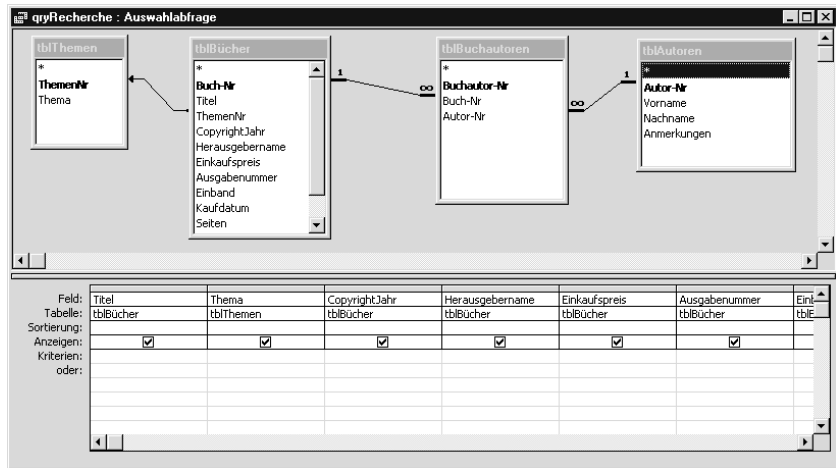 qryRecherche : Auswahlabfrage
tblThemen
*
ThemenNr
Thema
tblBücher
*
Buch-Nr
Titel
ThemenNr
CopyrightJahr
Herausgebername
Einkaufspreis
Ausgabenummer
Einband
Kaufdatum
Seiten
1
∞
tblBuchautoren
*
Buchautor-Nr
Buch-Nr
Autor-Nr
∞
1
tblAutoren
*
Autor-Nr
Vorname
Nachname
Anmerkungen
Feld: Titel Thema CopyrightJahr Herausgebername Einkaufspreis Ausgabenummer
Tabelle: tblBücher tblThemen tblBücher tblBücher tblBücher tblBücher
Sortierung:
Anzeigen:
Kriterien:
oder: